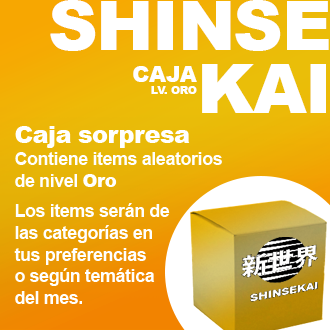 SHINSE
KAI
CAJA
LV. ORO
Caja sorpresa
Contiene items aleatorios
de nivel Oro
Los items serán de
las categorías en
tus preferencias
o según temática
del mes.
新世界
SHINSEKAI